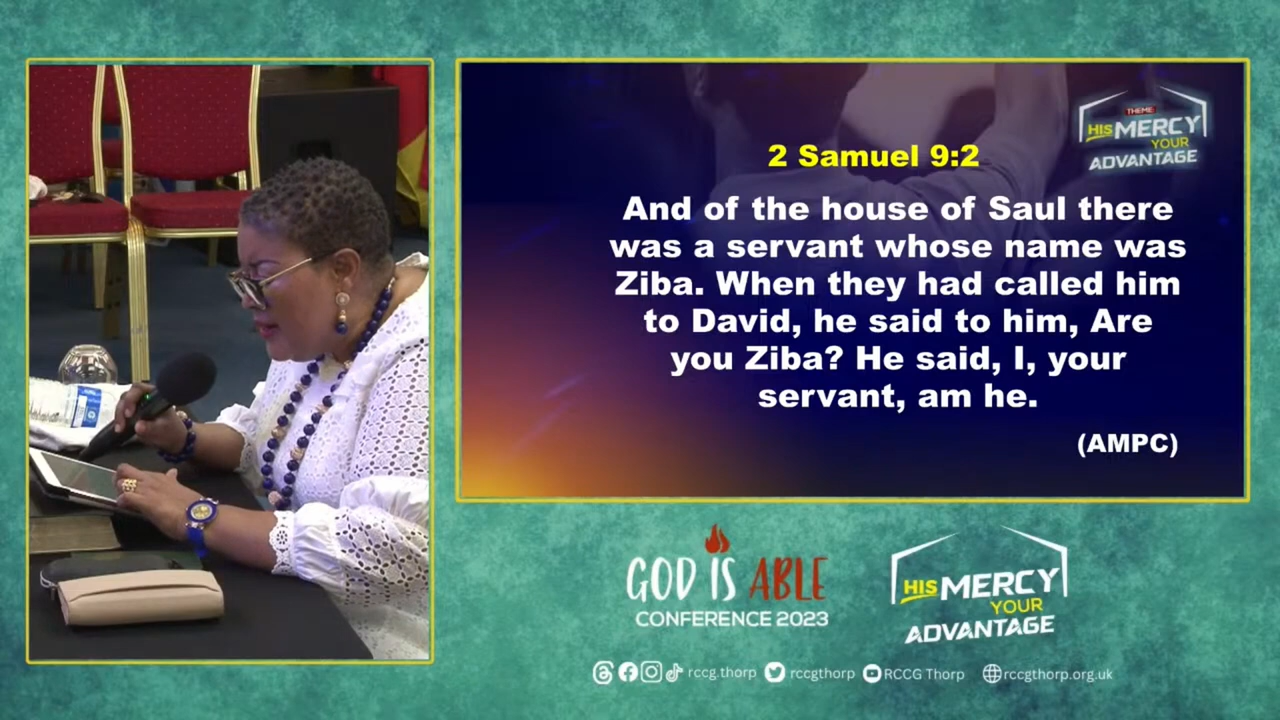 2 Samuel 9:2
And of the house of Saul there
was a servant whose name was
Ziba. When they had called him
to David, he said to him, Are
you Ziba? He said, I, your
servant, am he.
(AMPC)
THEME:
HIS MERCY
YOUR
ADVANTAGE
GOD IS ABLE
CONFERENCE 2023
HIS MERCY
YOUR
ADVANTAGE
rccg.thorp rccgthorp RCCG Thorp rccgthorp.org.uk